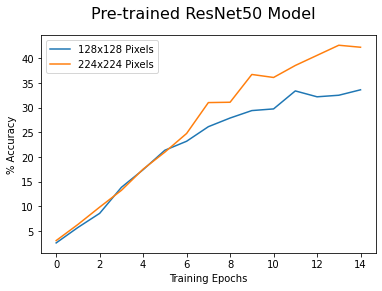 Pre-trained ResNet50 Model
128x128 Pixels
224x224 Pixels
% Accuracy
40
35
30
25
20
15
10
5
0 2 4 6 8 10 12 14
Training Epochs